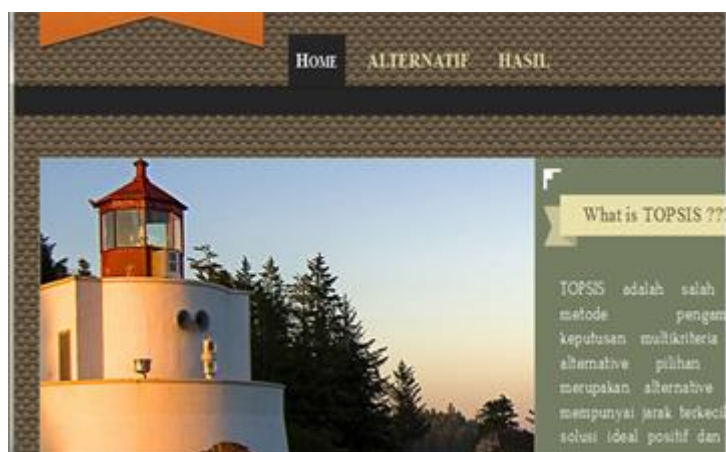 HOME ALTERNATIF HASIL
What is TOPSIS ???
TOPSIS adalah salah
metode
keputusan multikriteria
alternative pilihan
merupakan alternative
mempunyai jarak
solusi ideal positif dan